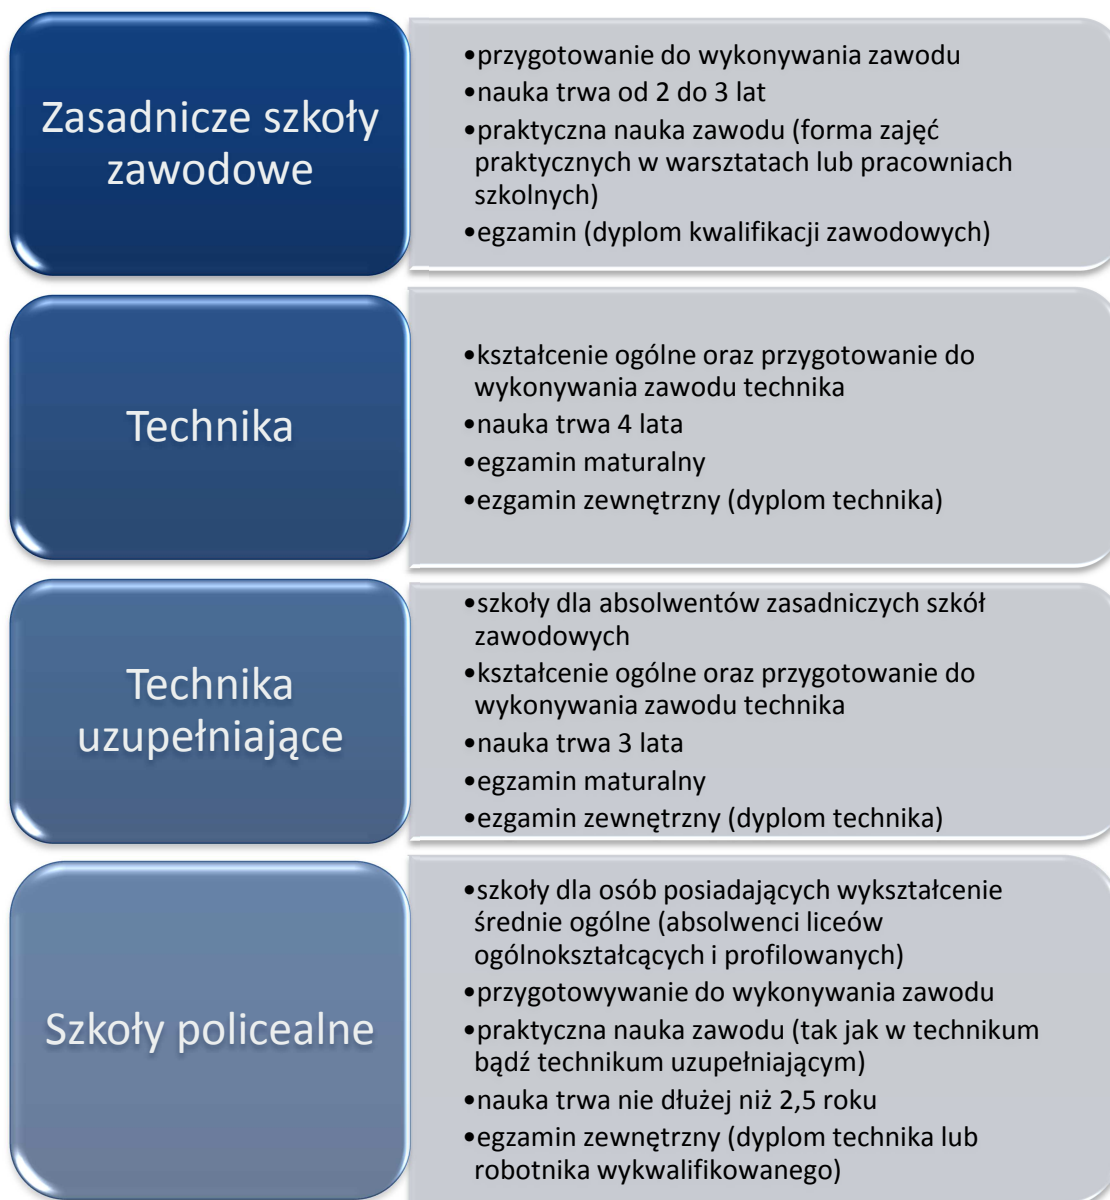 Zasadnicze szkoły
zawodowe
•przygotowanie do wykonywania zawodu
•nauka trwa od 2 do 3 lat
•praktyczna nauka zawodu (forma zajęć
praktycznych w warsztatach lub pracowniach
szkolnych)
•egzamin (dyplom kwalifikacji zawodowych)
Technika
•kształcenie ogólne oraz przygotowanie do
wykonywania zawodu technika
•nauka trwa 4 lata
•egzamin maturalny
•ezgamin zewnętrzny (dyplom technika)
Technika
uzupełniające
•szkoły dla absolwentów zasadniczych szkół
zawodowych
•kształcenie ogólne oraz przygotowanie do
wykonywania zawodu technika
•nauka trwa 3 lata
•egzamin maturalny
•ezgamin zewnętrzny (dyplom technika)
Szkoły policealne
•szkoły dla osób posiadających wykształcenie
średnie ogólne (absolwenci liceów
ogólnokształcących i profilowanych)
•przygotowywanie do wykonywania zawodu
•praktyczna nauka zawodu (tak jak w technikum
bądź technikum uzupełniającym)
•nauka trwa nie dłużej niż 2,5 roku
•egzamin zewnętrzny (dyplom technika lub
robotnika wykwalifikowanego)